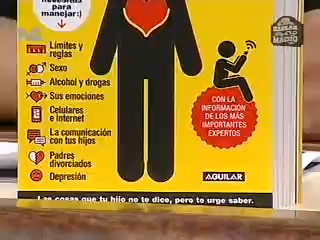 necesitas
para
manejar:)
Límites y
reglas
Sexo
Alcohol y drogas
Sus emociones
Celulares
e Internet
La comunicación
con tus hijos
Padres
divorciados
Depresión
CON LA
INFORMACIÓN
DE LOS MÁS
IMPORTANTES
EXPERTOS
AGUILAR
Las cosas que tu hijo no te dice, pero te urge saber.